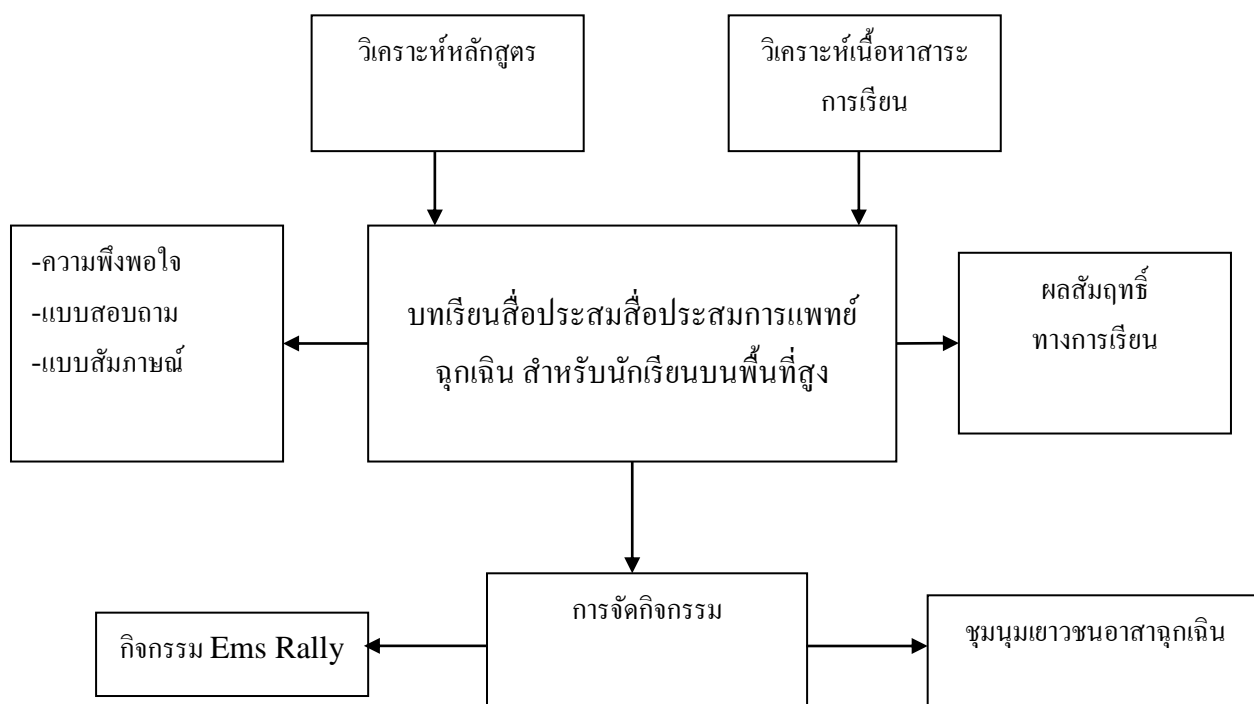 วิเคราะห์หลักสูตร
วิเคราะห์เนื้อหาสาระ
การเรียน
-ความพึงพอใจ
-แบบสอบถาม
-แบบสัมภาษณ์
บทเรียนสื่อประสมสื่อประสมการแพทย์
ฉุกเฉิน สำหรับนักเรียนบนพื้นที่สูง
ผลสัมฤทธิ์
ทางการเรียน
การจัดกิจกรรม
กิจกรรม Ems Rally
ชุมนุมเยาวชนอาสาฉุกเฉิน